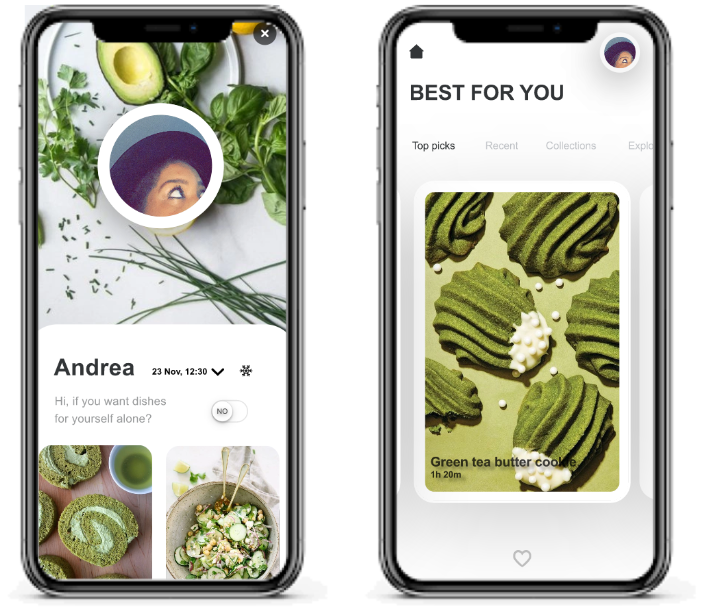 Andrea
23 Nov, 12:30
Hi, if you want dishes
for yourself alone?
NO
BEST FOR YOU
Top picks
Recent
Collections
Explo
Green tea butter cookie
1h 20m